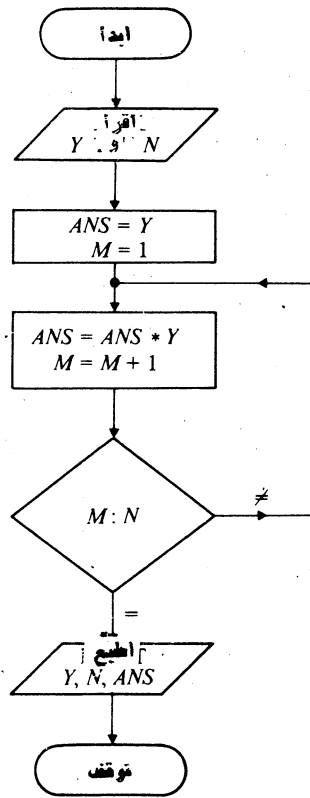 ابدأ
اقرأ
Y و N
ANS = Y
M = 1
ANS = ANS * Y
M = M + 1
M : N
≠
=
اطبع
Y, N, ANS
توقف